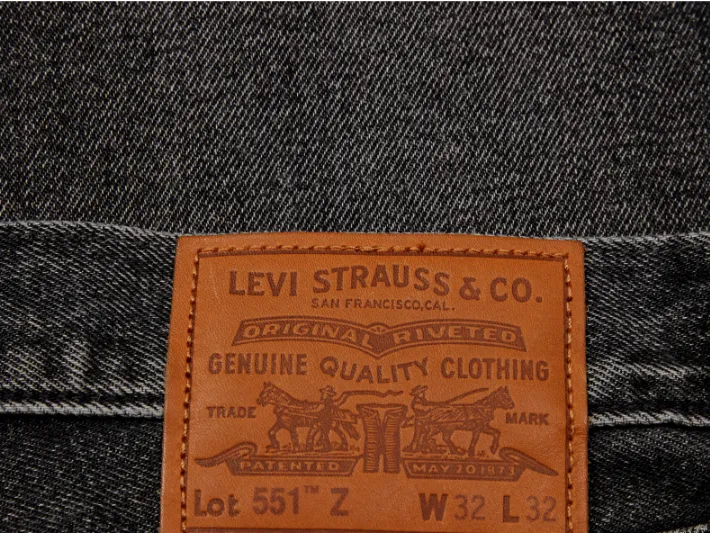 LEVI STRAUSS & CO.
SAN FRANCISCO, CAL.
ORIGINAL RIVETED
GENUINE QUALITY CLOTHING
TRADE MARK
PATENTED MAY 20 1873
Lot 551™ Z W 32 L 32